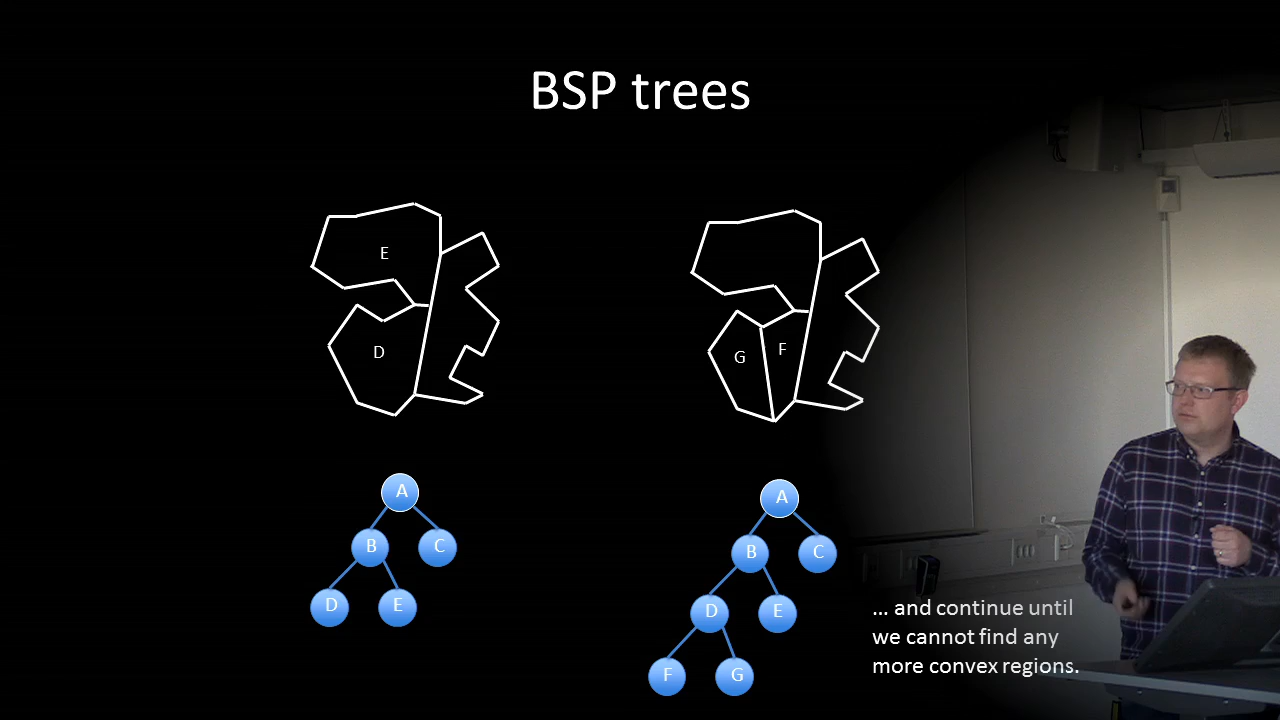 BSP trees
E
D
G
F
A
B
C
D
E
A
B
C
D
E
F
G
... and continue until
we cannot find any
more convex regions.